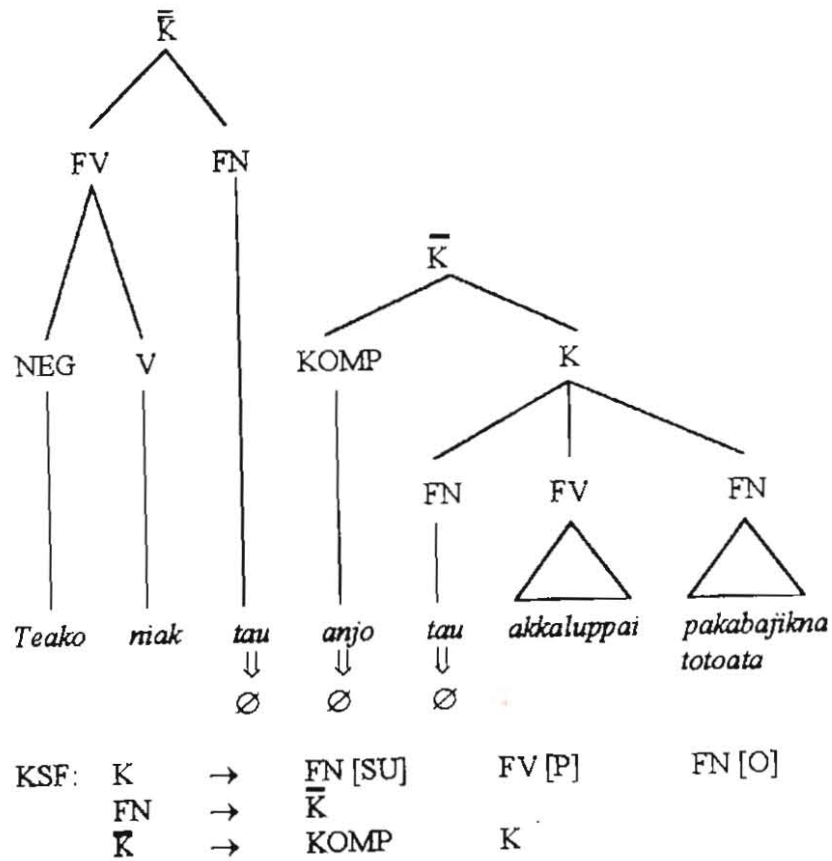 K̿
FV FN
K̅
NEG V KOMP K
FN FV FN
Teako niak tau anjo tau akkaluppai pakabajikna
totoata
⇓ ⇓ ⇓
∅ ∅ ∅
KSF: K → FN [SU] FV [P] FN [O]
FN → K̅
K̅ → KOMP K